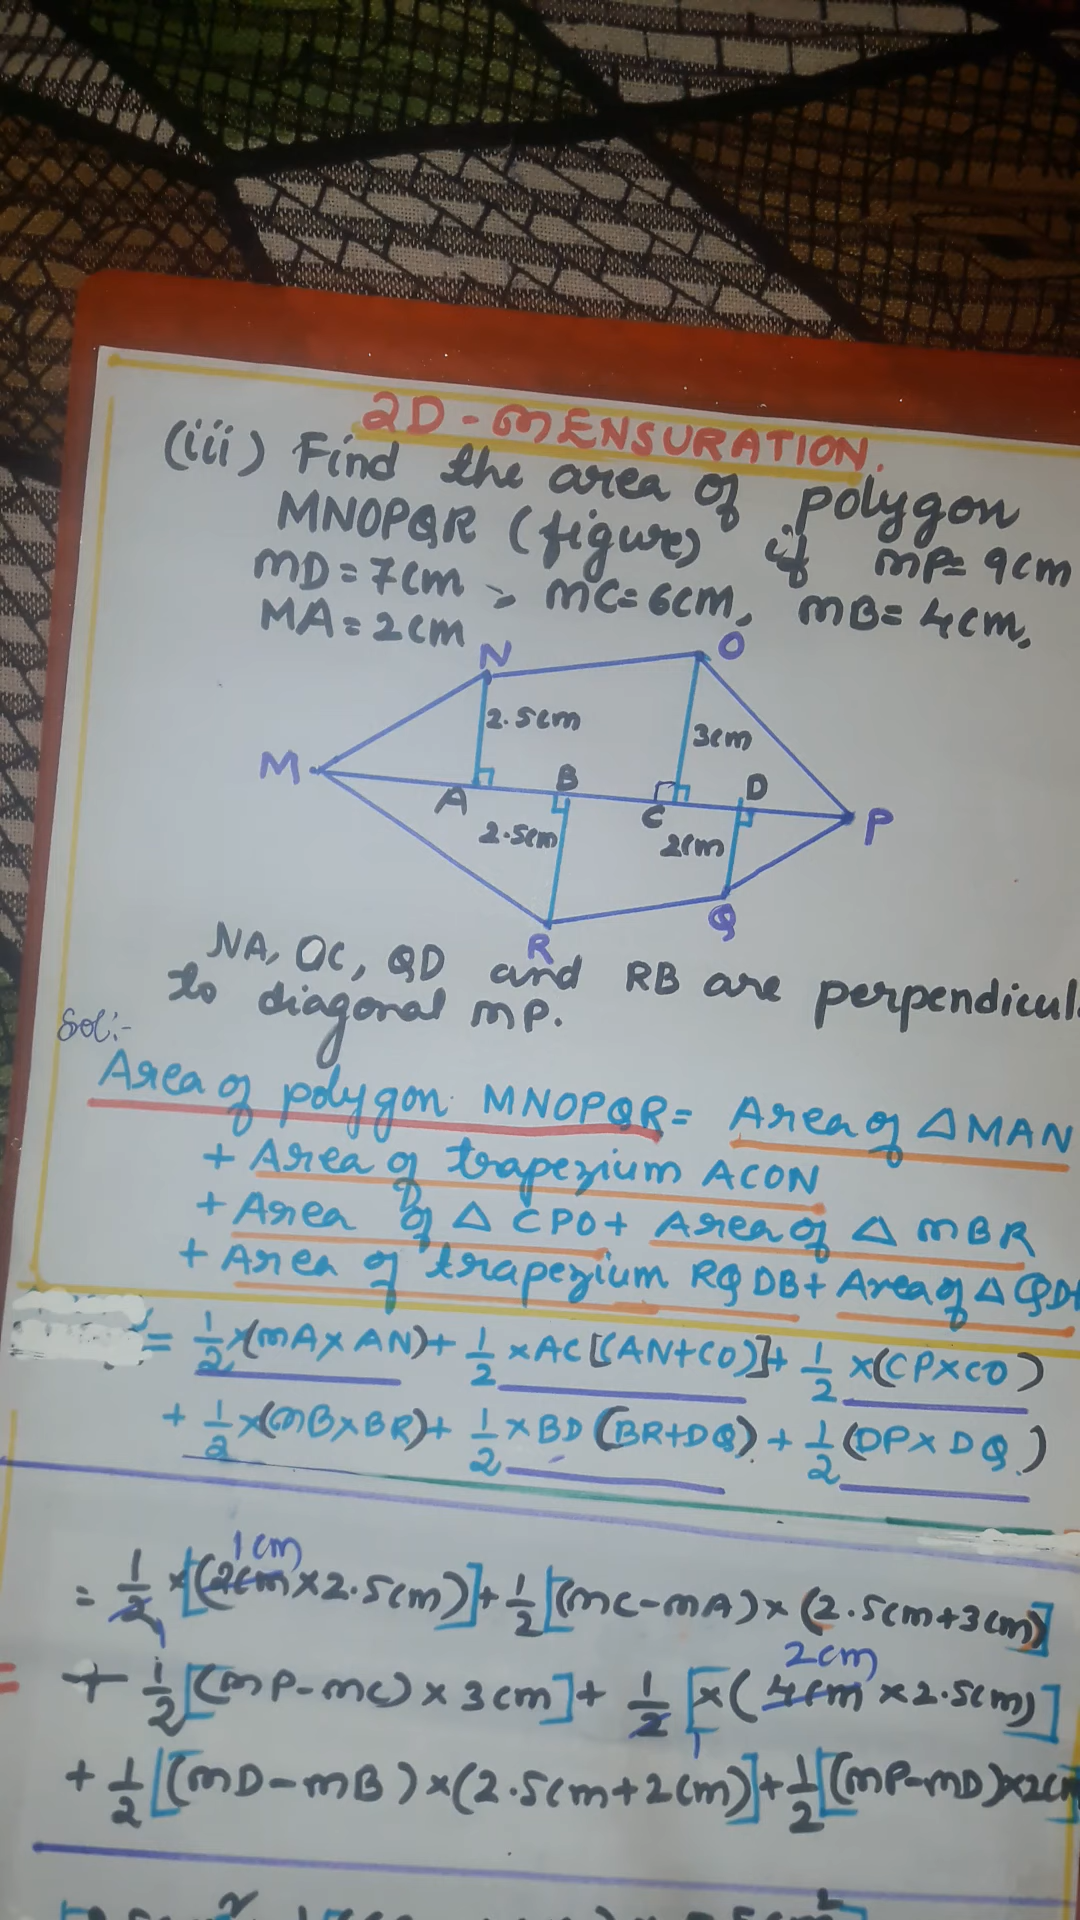 2D-MENSURATION.
(iii) Find the area of polygon
MNOPQR (figure) if MP= 9cm
MD = 7cm, MC= 6cm, MB= 4cm,
MA = 2cm
N
O
2.5cm
3cm
M
A
B
C
D
P
2.5cm
2cm
R
Q
NA, OC, QD and RB are perpendicul
to diagonal MP.
Sol:-
Area of polygon MNOPQR= Area of △MAN
+ Area of trapezium ACON
+ Area of △ CPO+ Area of △ MBR
+ Area of trapezium RQDB+ Area of △ QD
= 1/2 ×(MA×AN)+ 1/2 ×AC[(AN+CO)]+ 1/2 ×(CP×CO)
+ 1/2 ×(MB×BR)+ 1/2 ×BD (BR+DQ) + 1/2 (DP×DQ)
1cm
= 1/2 ×[(2cm×2.5cm)]+1/2 [(MC-MA)×(2.5cm+3cm)]
1
2cm
+ 1/2 [(MP-MC)×3cm]+ 1/2 [×(4cm×2.5cm)]
1
+ 1/2 [(MD-MB)×(2.5cm+2cm)]+1/2 [(MP-MD)×2cm